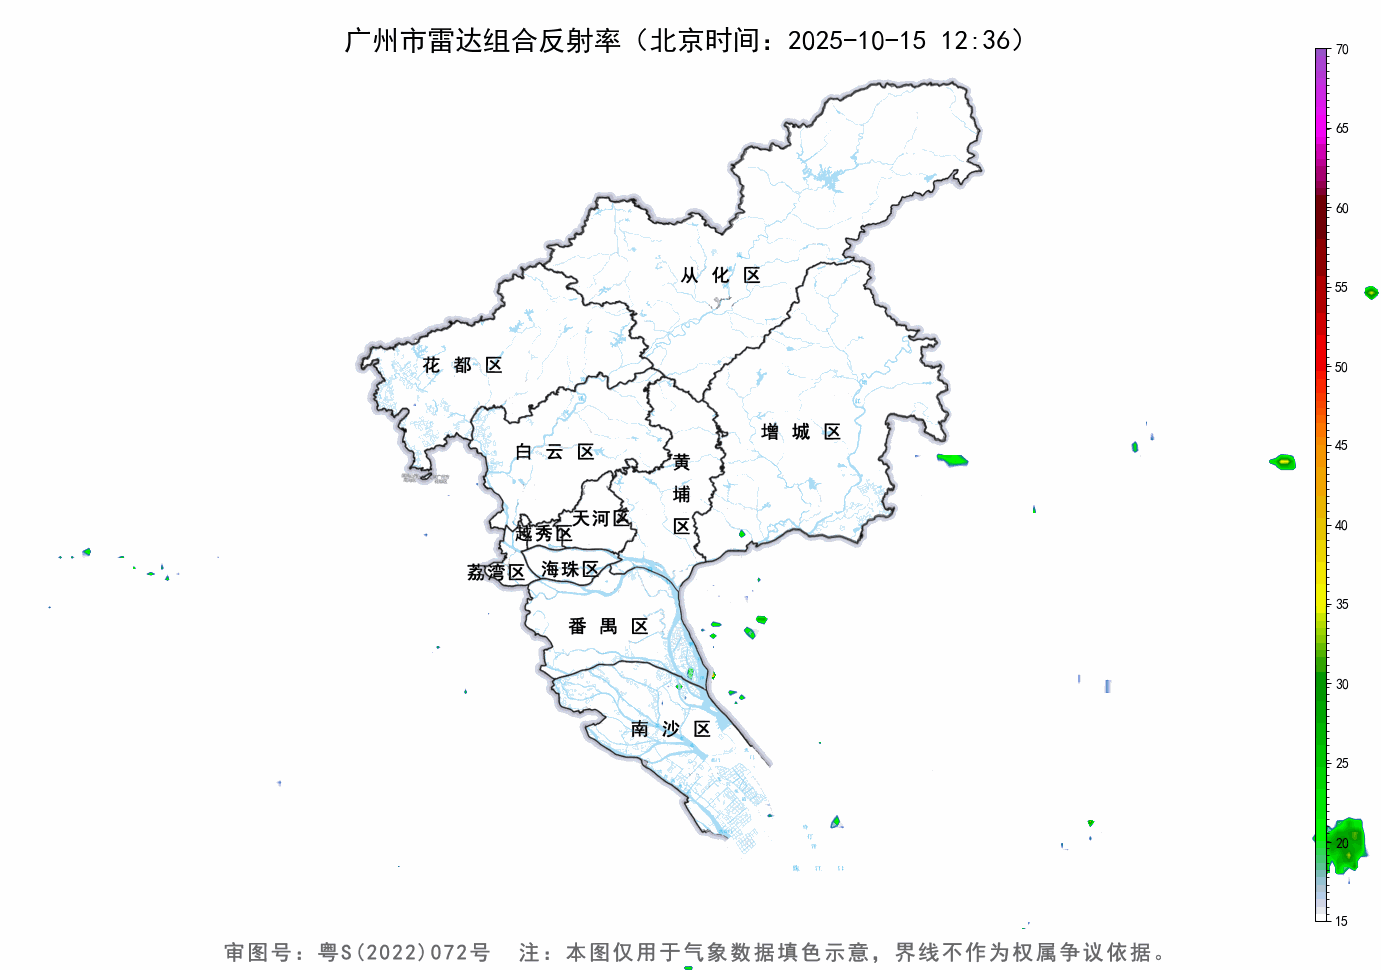 广州市雷达组合反射率（北京时间：2025-10-15 12:36）
70
65
60
55
50
45
40
35
30
25
20
15
从化区
花都区
增城区
白云区
黄埔区
天河区
越秀区
荔湾区
海珠区
番禺区
南沙区
审图号：粤S(2022)072号 注：本图仅用于气象数据填色示意，界线不作为权属争议依据。